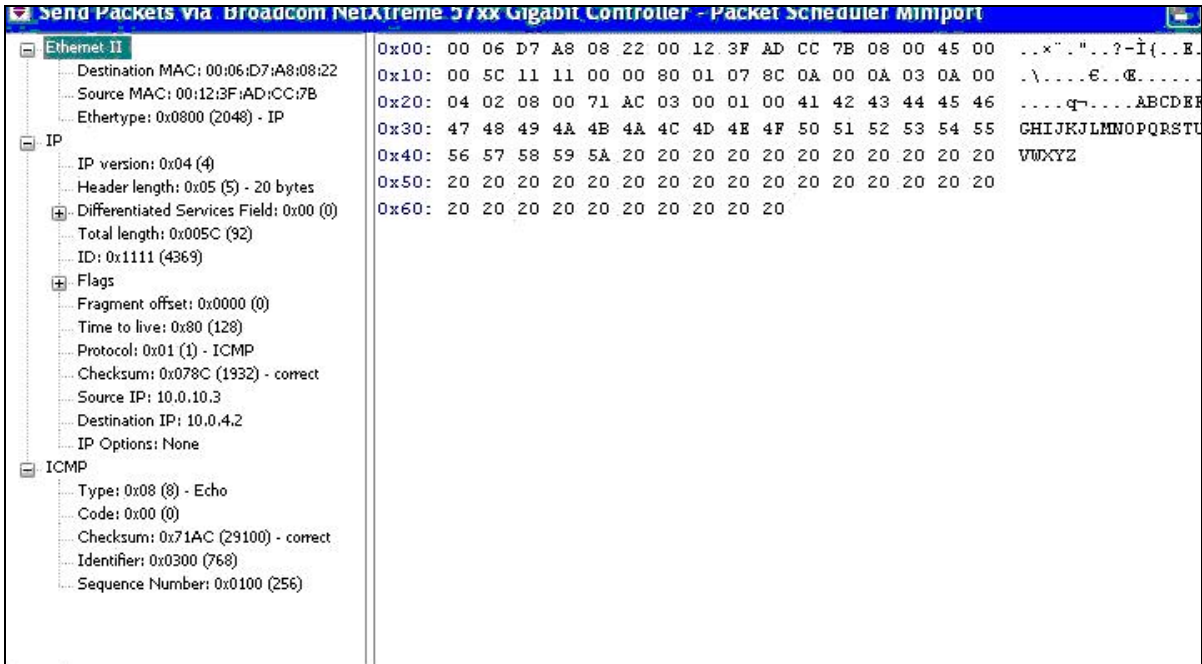 Send Packets Via Broadcom NetXtreme 57xx Gigabit Controller - Packet Scheduler Miniport
Ethernet II
Destination MAC: 00:06:D7:A8:08:22
Source MAC: 00:12:3F:AD:CC:7B
Ethertype: 0x0800 (2048) - IP
IP
IP version: 0x04 (4)
Header length: 0x05 (5) - 20 bytes
Differentiated Services Field: 0x00 (0)
Total length: 0x005C (92)
ID: 0x1111 (4369)
Flags
Fragment offset: 0x0000 (0)
Time to live: 0x80 (128)
Protocol: 0x01 (1) - ICMP
Checksum: 0x078C (1932) - correct
Source IP: 10.0.10.3
Destination IP: 10.0.4.2
IP Options: None
ICMP
Type: 0x08 (8) - Echo
Code: 0x00 (0)
Checksum: 0x71AC (29100) - correct
Identifier: 0x0300 (768)
Sequence Number: 0x0100 (256)
0x00: 00 06 D7 A8 08 22 00 12 3F AD CC 7B 08 00 45 00 ..×¨."..?-Ì{..E.
0x10: 00 5C 11 11 00 00 80 01 07 8C 0A 00 0A 03 0A 00 .\....€..Œ......
0x20: 04 02 08 00 71 AC 03 00 01 00 41 42 43 44 45 46 ....q¬....ABCDEF
0x30: 47 48 49 4A 4B 4A 4C 4D 4E 4F 50 51 52 53 54 55 GHIJKJLMNOPQRSTU
0x40: 56 57 58 59 5A 20 20 20 20 20 20 20 20 20 20 20 VWXYZ
0x50: 20 20 20 20 20 20 20 20 20 20 20 20 20 20 20 20
0x60: 20 20 20 20 20 20 20 20 20 20